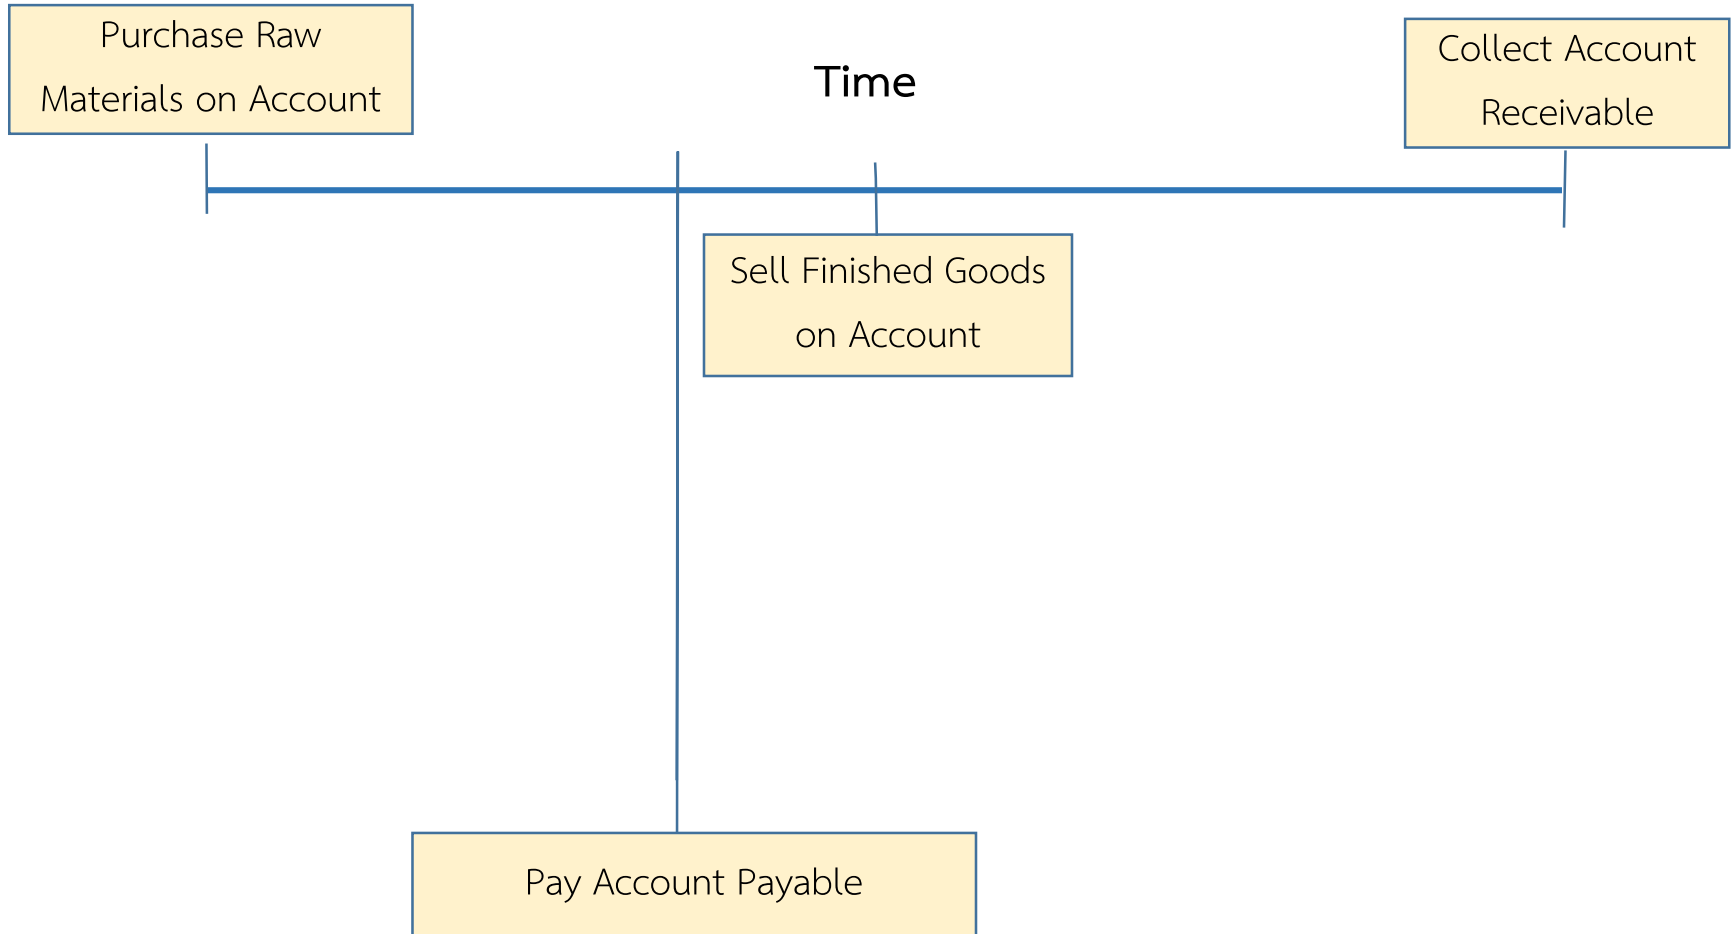 Purchase Raw
Materials on Account
Time
Collect Account
Receivable
Sell Finished Goods
on Account
Pay Account Payable